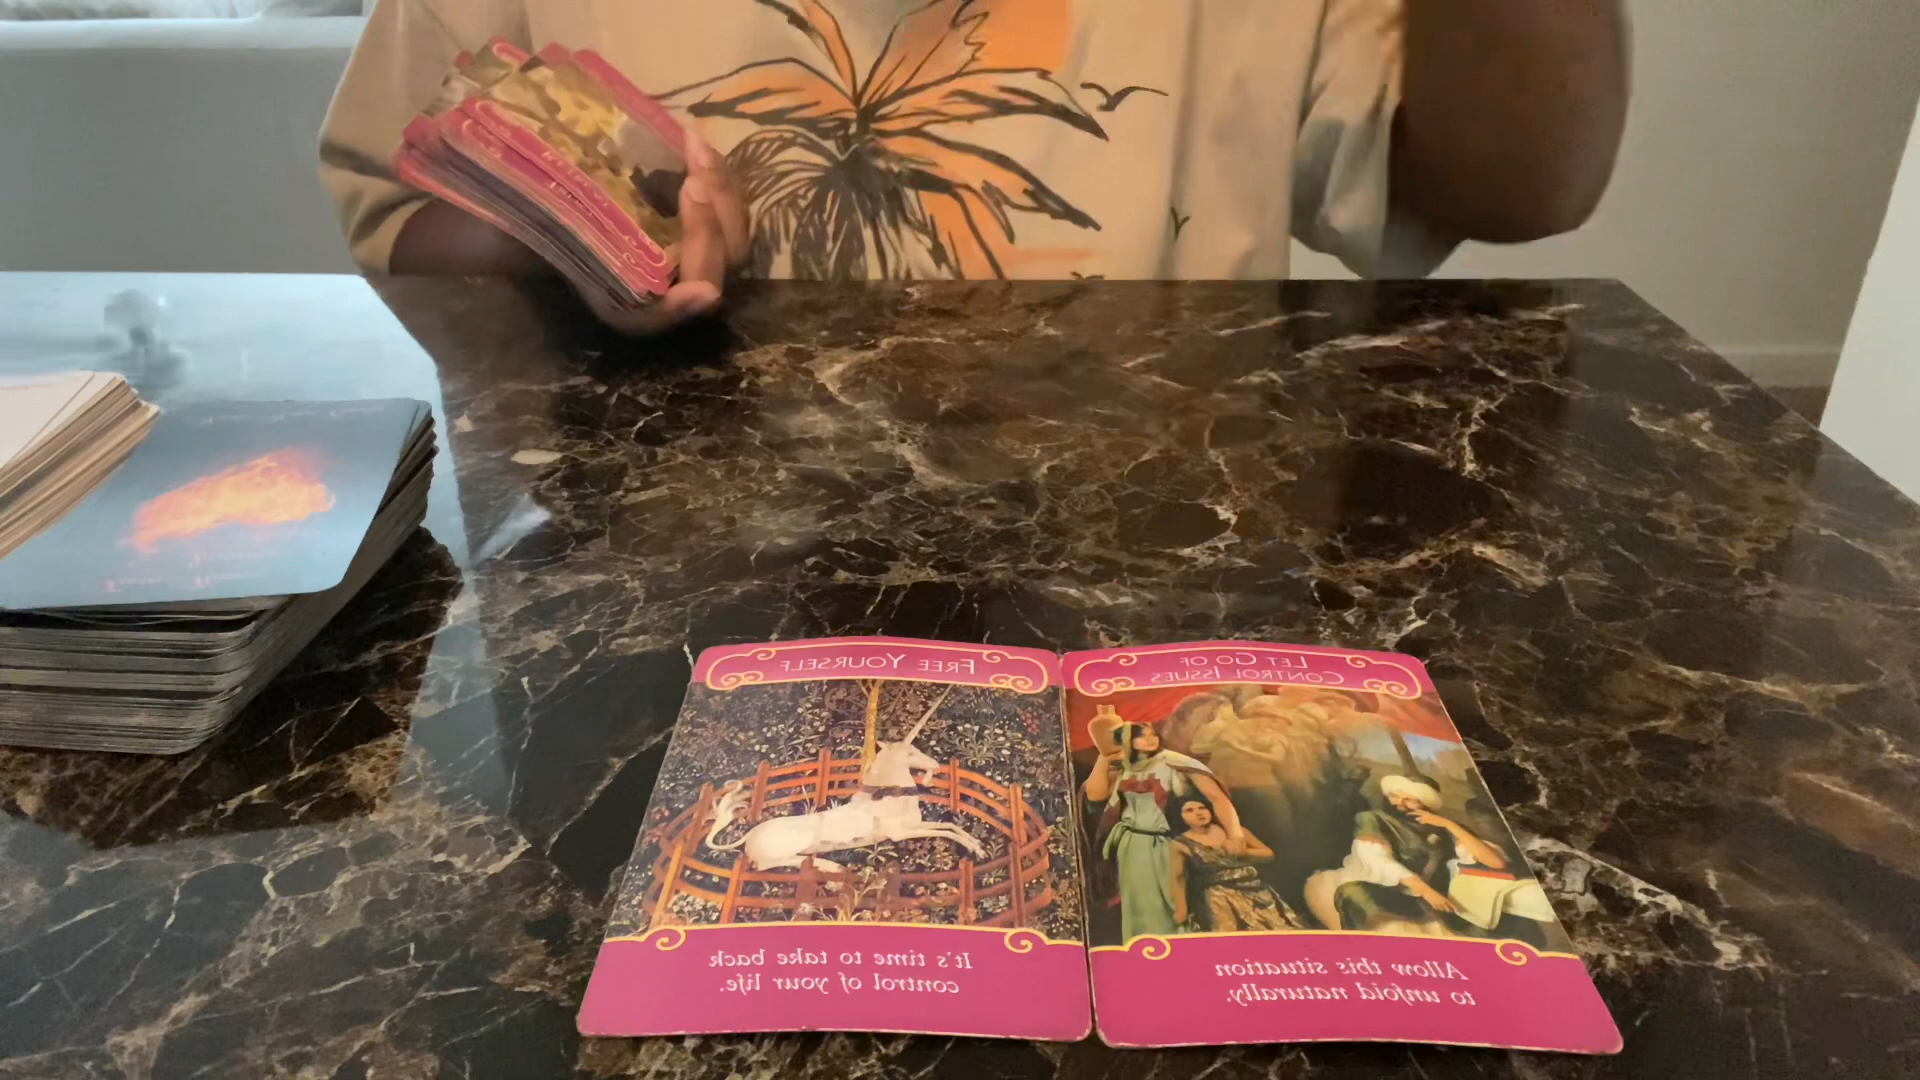 FREE YOURSELF
It's time to take back
control of your life.
LET GO OF
CONTROL ISSUES
Allow this situation
to unfold naturally.